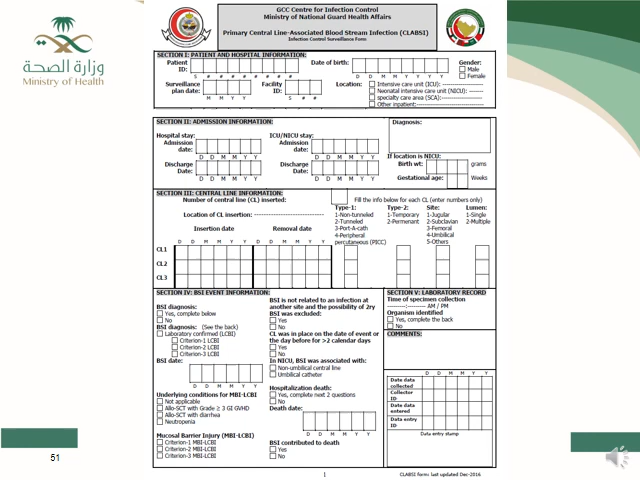 GCC Centre for Infection Control
Ministry of National Guard Health Affairs
Primary Central Line-Associated Blood Stream Infection (CLABSI)
Infection Control Surveillance Form
وزارة الصحة
Ministry of Health
SECTION I: PATIENT AND HOSPITAL INFORMATION:
Patient ID:
S # # # # # # # #
Date of birth:
D D M M Y Y Y Y
Gender:
Male
Female
Surveillance plan date:
M M Y Y
Facility ID:
S # #
Location:
Intensive care unit (ICU): ---------------
Neonatal intensive care unit (NICU): ------
specialty care area (SCA):---------------
Other inpatient:-------------------------
SECTION II: ADMISSION INFORMATION:
Hospital stay:
Admission date:
D D M M Y Y
Discharge Date:
D D M M Y Y
ICU/NICU stay:
Admission date:
D D M M Y Y
Discharge Date:
D D M M Y Y
Diagnosis:
If location is NICU:
Birth wt: grams
Gestational age: Weeks
SECTION III: CENTRAL LINE INFORMATION:
Number of central line (CL) inserted:
Fill the info below for each CL (enter numbers only)
Location of CL insertion: --------------------------
Insertion date
Removal date
D D M M Y Y D D M M Y Y
Type-1:
1-Non-tunneled
2-Tunneled
3-Port-A-cath
4-Peripheral
percutaneous (PICC)
Type-2:
1-Temporary
2-Permenant
Site:
1-Jugular
2-Subclavian
3-Femoral
4-Umbilical
5-Others
Lumen:
1-Single
2-Multiple
CL1
CL2
CL3
SECTION IV: BSI EVENT INFORMATION:
BSI diagnosis:
Yes, complete below
No
BSI diagnosis: (See the back)
Laboratory confirmed (LCBI)
Criterion-1 LCBI
Criterion-2 LCBI
Criterion-3 LCBI
BSI date:
D D M M Y Y
Underlying conditions for MBI-LCBI
Not applicable
Allo-SCT with Grade ≥ 3 GI GVHD
Allo-SCT with diarrhea
Neutropenia
Mucosal Barrier Injury (MBI-LCBI)
Criterion-1 MBI-LCBI
Criterion-2 MBI-LCBI
Criterion-3 MBI-LCBI
BSI is not related to an infection at
another site and the possibility of 2ry
BSI was excluded:
Yes
No
CL was in place on the date of event or
the day before for >2 calendar days
Yes
No
In NICU, BSI was associated with:
Non-umbilical central line
Umbilical catheter
Hospitalization death:
Yes, complete next 2 questions
No
Death date:
D D M M Y Y
BSI contributed to death
Yes
No
SECTION V: LABORATORY RECORD
Time of specimen collection
--------:-------- AM / PM
Organism identified
Yes, complete the back
No
COMMENTS:
D D M M Y Y
Date data collected
Collector ID
Date data entered
Data entry ID
Data entry stamp
1
CLABSI form: last updated Dec-2016
51